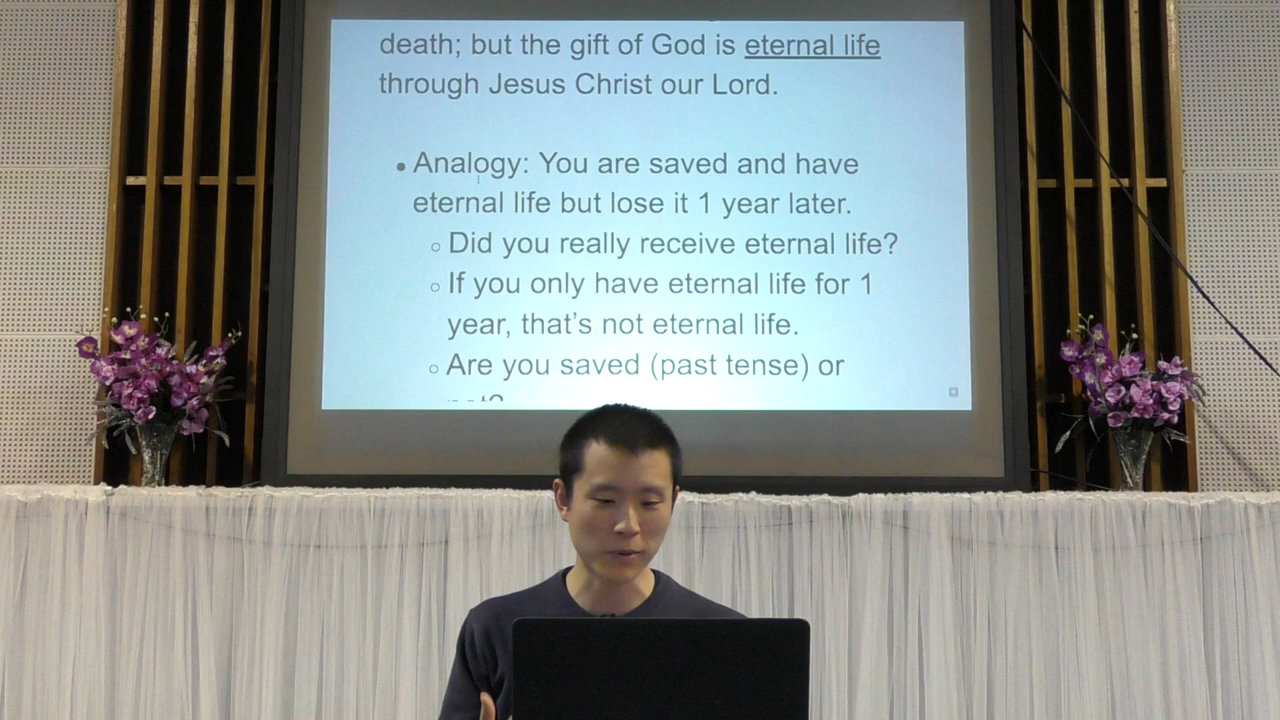 death; but the gift of God is eternal life
through Jesus Christ our Lord.
• Analogy: You are saved and have
eternal life but lose it 1 year later.
○ Did you really receive eternal life?
○ If you only have eternal life for 1
year, that's not eternal life.
○ Are you saved (past tense) or